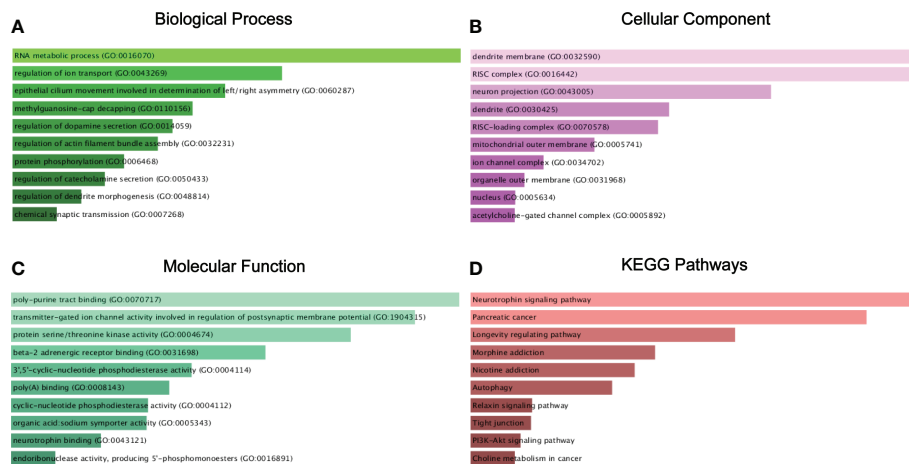 A
Biological Process
RNA metabolic process (GO:0016070)
regulation of ion transport (GO:0043269)
epithelial cilium movement involved in determination of left/right asymmetry (GO:0060287)
methylguanosine-cap decapping (GO:0110156)
regulation of dopamine secretion (GO:0014059)
regulation of actin filament bundle assembly (GO:0032231)
protein phosphorylation (GO:0006468)
regulation of catecholamine secretion (GO:0050433)
regulation of dendrite morphogenesis (GO:0048814)
chemical synaptic transmission (GO:0007268)
B
Cellular Component
dendrite membrane (GO:0032590)
RISC complex (GO:0016442)
neuron projection (GO:0043005)
dendrite (GO:0030425)
RISC-loading complex (GO:0070578)
mitochondrial outer membrane (GO:0005741)
ion channel complex (GO:0034702)
organelle outer membrane (GO:0031968)
nucleus (GO:0005634)
acetylcholine-gated channel complex (GO:0005892)
C
Molecular Function
poly-purine tract binding (GO:0070717)
transmitter-gated ion channel activity involved in regulation of postsynaptic membrane potential (GO:1904315)
protein serine/threonine kinase activity (GO:0004674)
beta-2 adrenergic receptor binding (GO:0031698)
3',5'-cyclic-nucleotide phosphodiesterase activity (GO:0004114)
poly(A) binding (GO:0008143)
cyclic-nucleotide phosphodiesterase activity (GO:0004112)
organic acid:sodium symporter activity (GO:0005343)
neurotrophin binding (GO:0043121)
endoribonuclease activity, producing 5'-phosphomonoesters (GO:0016891)
D
KEGG Pathways
Neurotrophin signaling pathway
Pancreatic cancer
Longevity regulating pathway
Morphine addiction
Nicotine addiction
Autophagy
Relaxin signaling pathway
Tight junction
PI3K-Akt signaling pathway
Choline metabolism in cancer